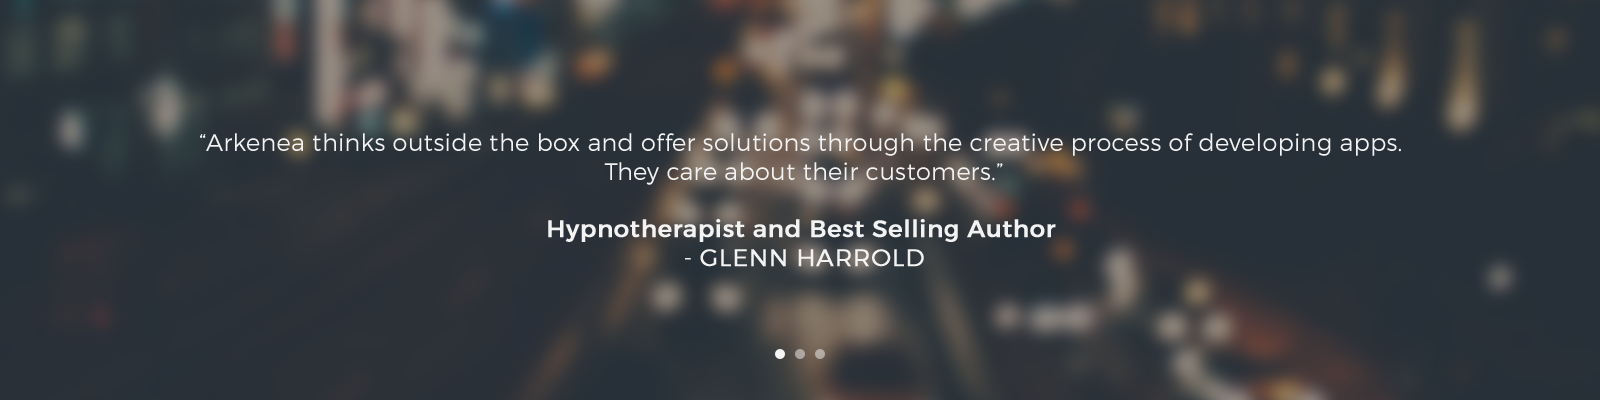 “Arkenea thinks outside the box and offer solutions through the creative process of developing apps.
They care about their customers.”
Hypnotherapist and Best Selling Author
- GLENN HARROLD